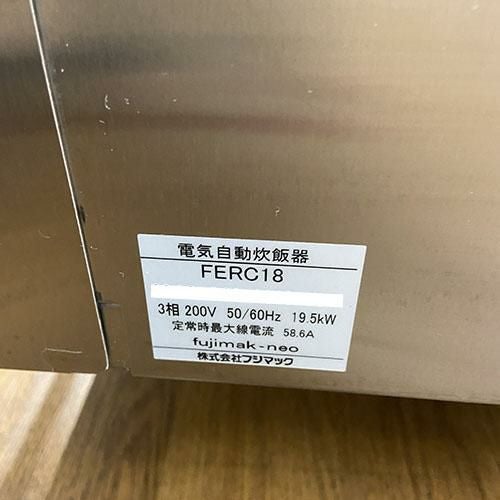 電気自動炊飯器
FERC18
3相 200V 50/60Hz 19.5kW
定常時最大線電流 58.6A
fujimak-neo
株式会社フジマック